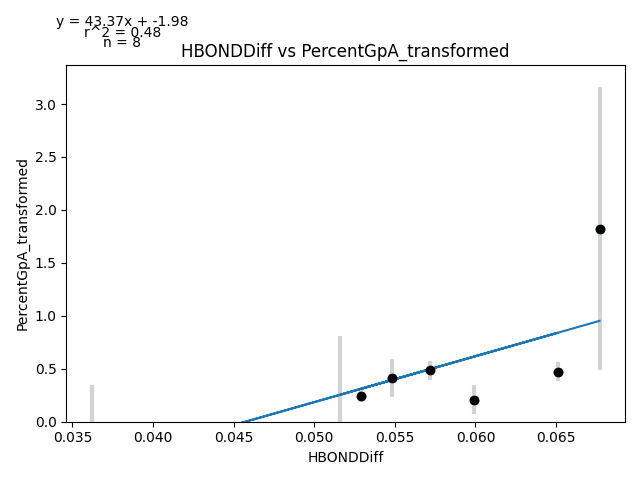 y = 43.37x + -1.98
r^2 = 0.48
n = 8
HBONDDiff vs PercentGpA_transformed
PercentGpA_transformed
3.0
2.5
2.0
1.5
1.0
0.5
0.0
0.035 0.040 0.045 0.050 0.055 0.060 0.065
HBONDDiff